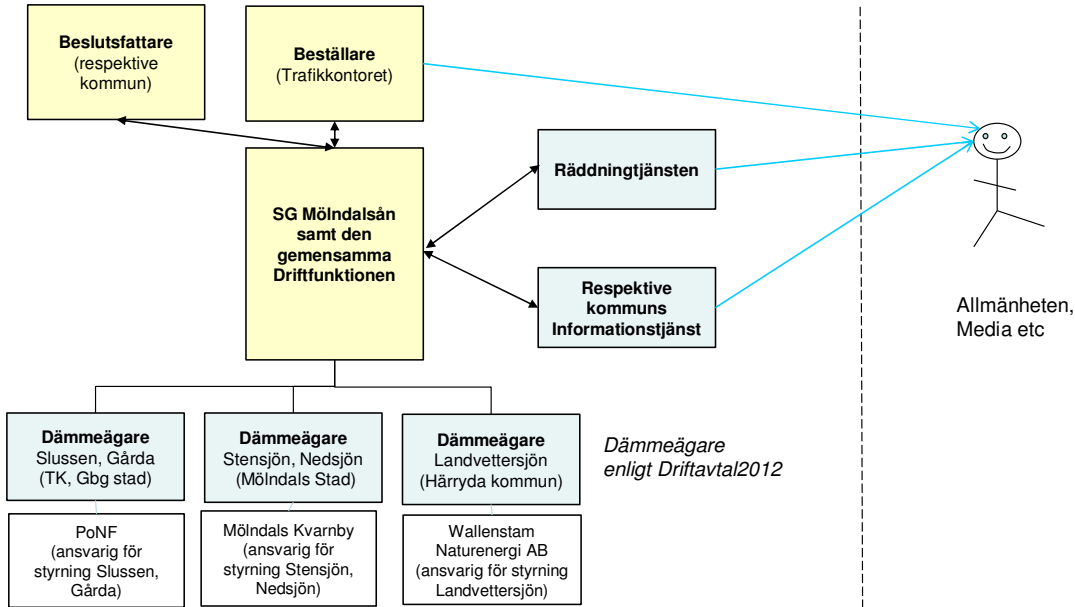 Beslutsfattare
(respektive
kommun)
Beställare
(Trafikkontoret)
SG Mölndalsån
samt den
gemensamma
Driftfunktionen
Räddningtjänsten
Respektive
kommuns
Informationstjänst
Allmänheten,
Media etc
Dämmeägare
Slussen, Gårda
(TK, Gbg stad)
Dämmeägare
Stensjön, Nedsjön
(Mölndals Stad)
Dämmeägare
Landvettersjön
(Härryda kommun)
Dämmeägare
enligt Driftavtal2012
PoNF
(ansvarig för
styrning Slussen,
Gårda)
Mölndals Kvarnby
(ansvarig för
styrning Stensjön,
Nedsjön)
Wallenstam
Naturenergi AB
(ansvarig för styrning
Landvettersjön)